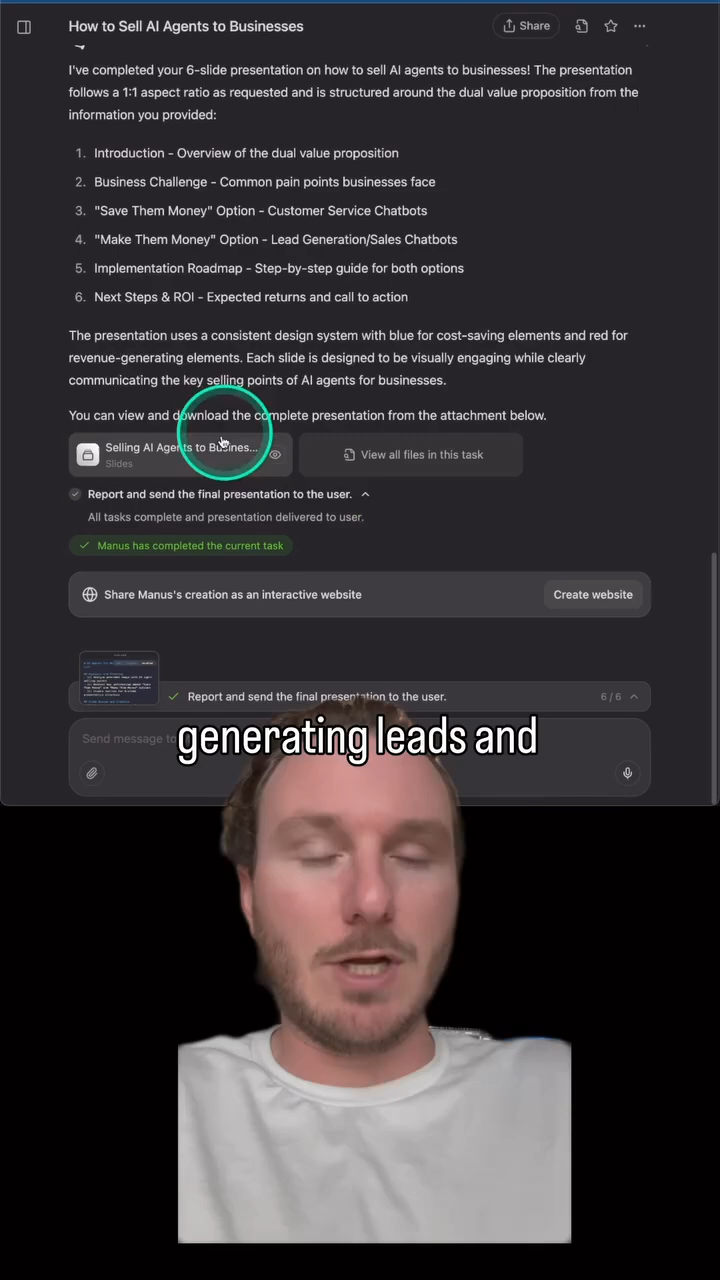 How to Sell AI Agents to Businesses
Share
I've completed your 6-slide presentation on how to sell AI agents to businesses! The presentation
follows a 1:1 aspect ratio as requested and is structured around the dual value proposition from the
information you provided:
1. Introduction - Overview of the dual value proposition
2. Business Challenge - Common pain points businesses face
3. "Save Them Money" Option - Customer Service Chatbots
4. "Make Them Money" Option - Lead Generation/Sales Chatbots
5. Implementation Roadmap - Step-by-step guide for both options
6. Next Steps & ROI - Expected returns and call to action
The presentation uses a consistent design system with blue for cost-saving elements and red for
revenue-generating elements. Each slide is designed to be visually engaging while clearly
communicating the key selling points of AI agents for businesses.
You can view and download the complete presentation from the attachment below.
Selling AI Agents to Busines...
Slides
View all files in this task
Report and send the final presentation to the user.
All tasks complete and presentation delivered to user.
Manus has completed the current task
Share Manus's creation as an interactive website
Create website
Report and send the final presentation to the user.
6 / 6
Send message to
generating leads and